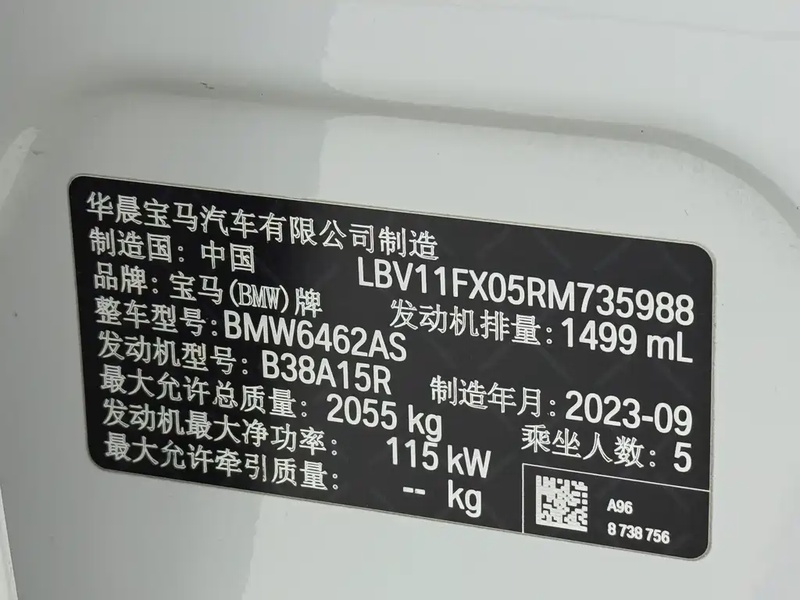 华晨宝马汽车有限公司制造
制造国：中国 LBV11FX05RM735988
品牌：宝马(BMW)牌 发动机排量：1499 mL
整车型号：BMW6462AS
发动机型号：B38A15R 制造年月：2023-09
最大允许总质量：2055 kg 乘坐人数：5
发动机最大净功率：115 kW
最大允许牵引质量：-- kg
A96
8 738 756